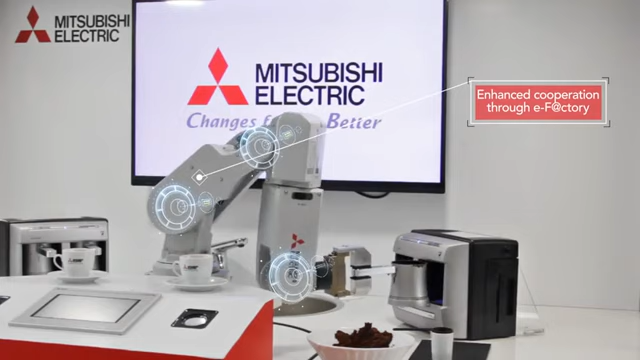 MITSUBISHI
ELECTRIC
MITSUBISHI
ELECTRIC
Changes f Better
Enhanced cooperation
through e-F@ctory